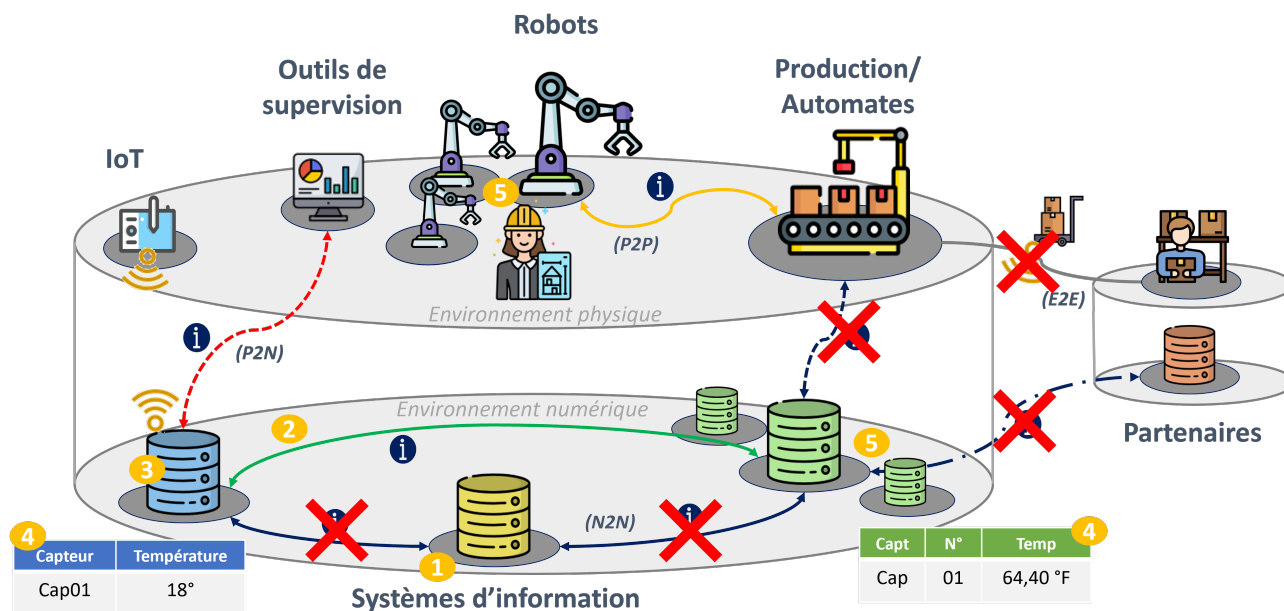 Robots
Outils de
supervision
Production/
Automates
IoT
5
i
(P2P)
(E2E)
Environnement physique
i
(P2N)
i
Environnement numérique
2
i
3
5
i
Partenaires
i
(N2N)
i
4
Capteur Température
Cap01 18°
1
Systèmes d'information
4
Capt N° Temp
Cap 01 64,40 °F